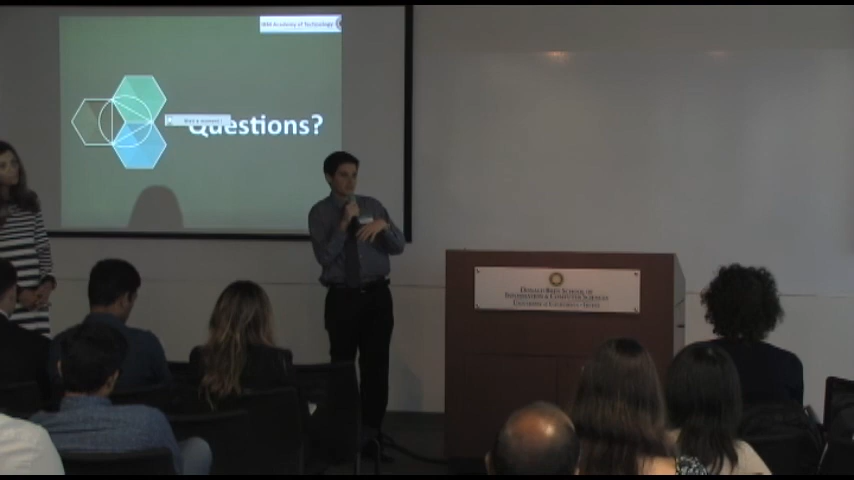 IBM Academy of Technology
Questions?
DONALD BREN SCHOOL OF
INFORMATION & COMPUTER SCIENCES
UNIVERSITY of CALIFORNIA • IRVINE